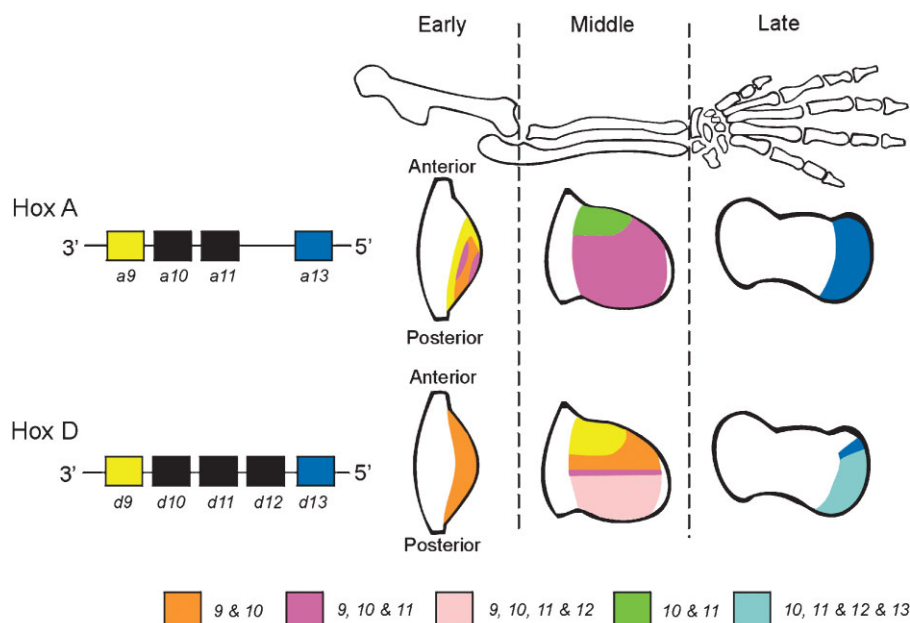 Early Middle Late
Anterior
Hox A
3' 5'
a9 a10 a11 a13
Posterior
Anterior
Hox D
3' 5'
d9 d10 d11 d12 d13
Posterior
9 & 10 9, 10 & 11 9, 10, 11 & 12 10 & 11 10, 11 & 12 & 13